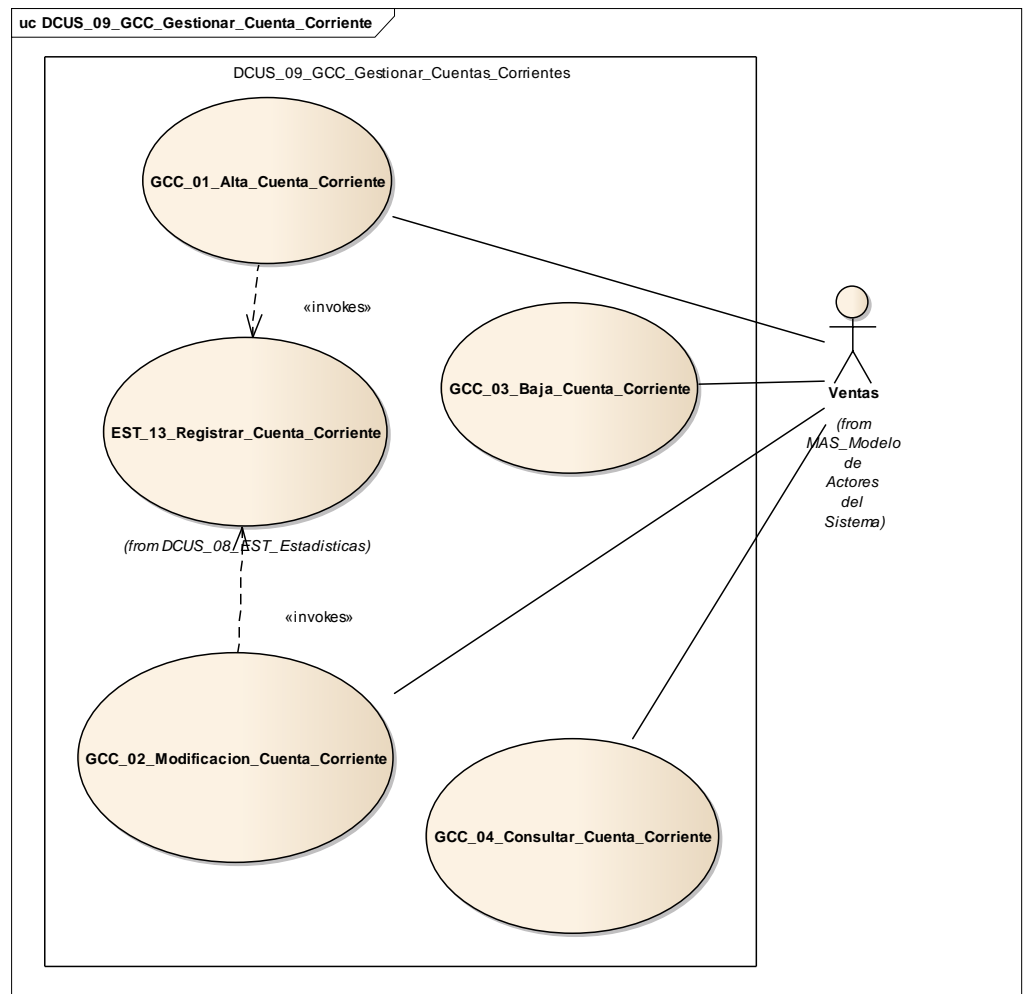 uc DCUS_09_GCC_Gestionar_Cuenta_Corriente
DCUS_09_GCC_Gestionar_Cuentas_Corrientes
GCC_01_Alta_Cuenta_Corriente
«invokes»
GCC_03_Baja_Cuenta_Corriente
Ventas
(from
MAS_Modelo
de
Actores
del
Sistema)
EST_13_Registrar_Cuenta_Corriente
(from DCUS_08_EST_Estadisticas)
«invokes»
GCC_02_Modificacion_Cuenta_Corriente
GCC_04_Consultar_Cuenta_Corriente